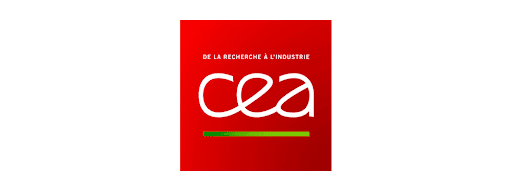 DE LA RECHERCHE À L'INDUSTRIE
cea